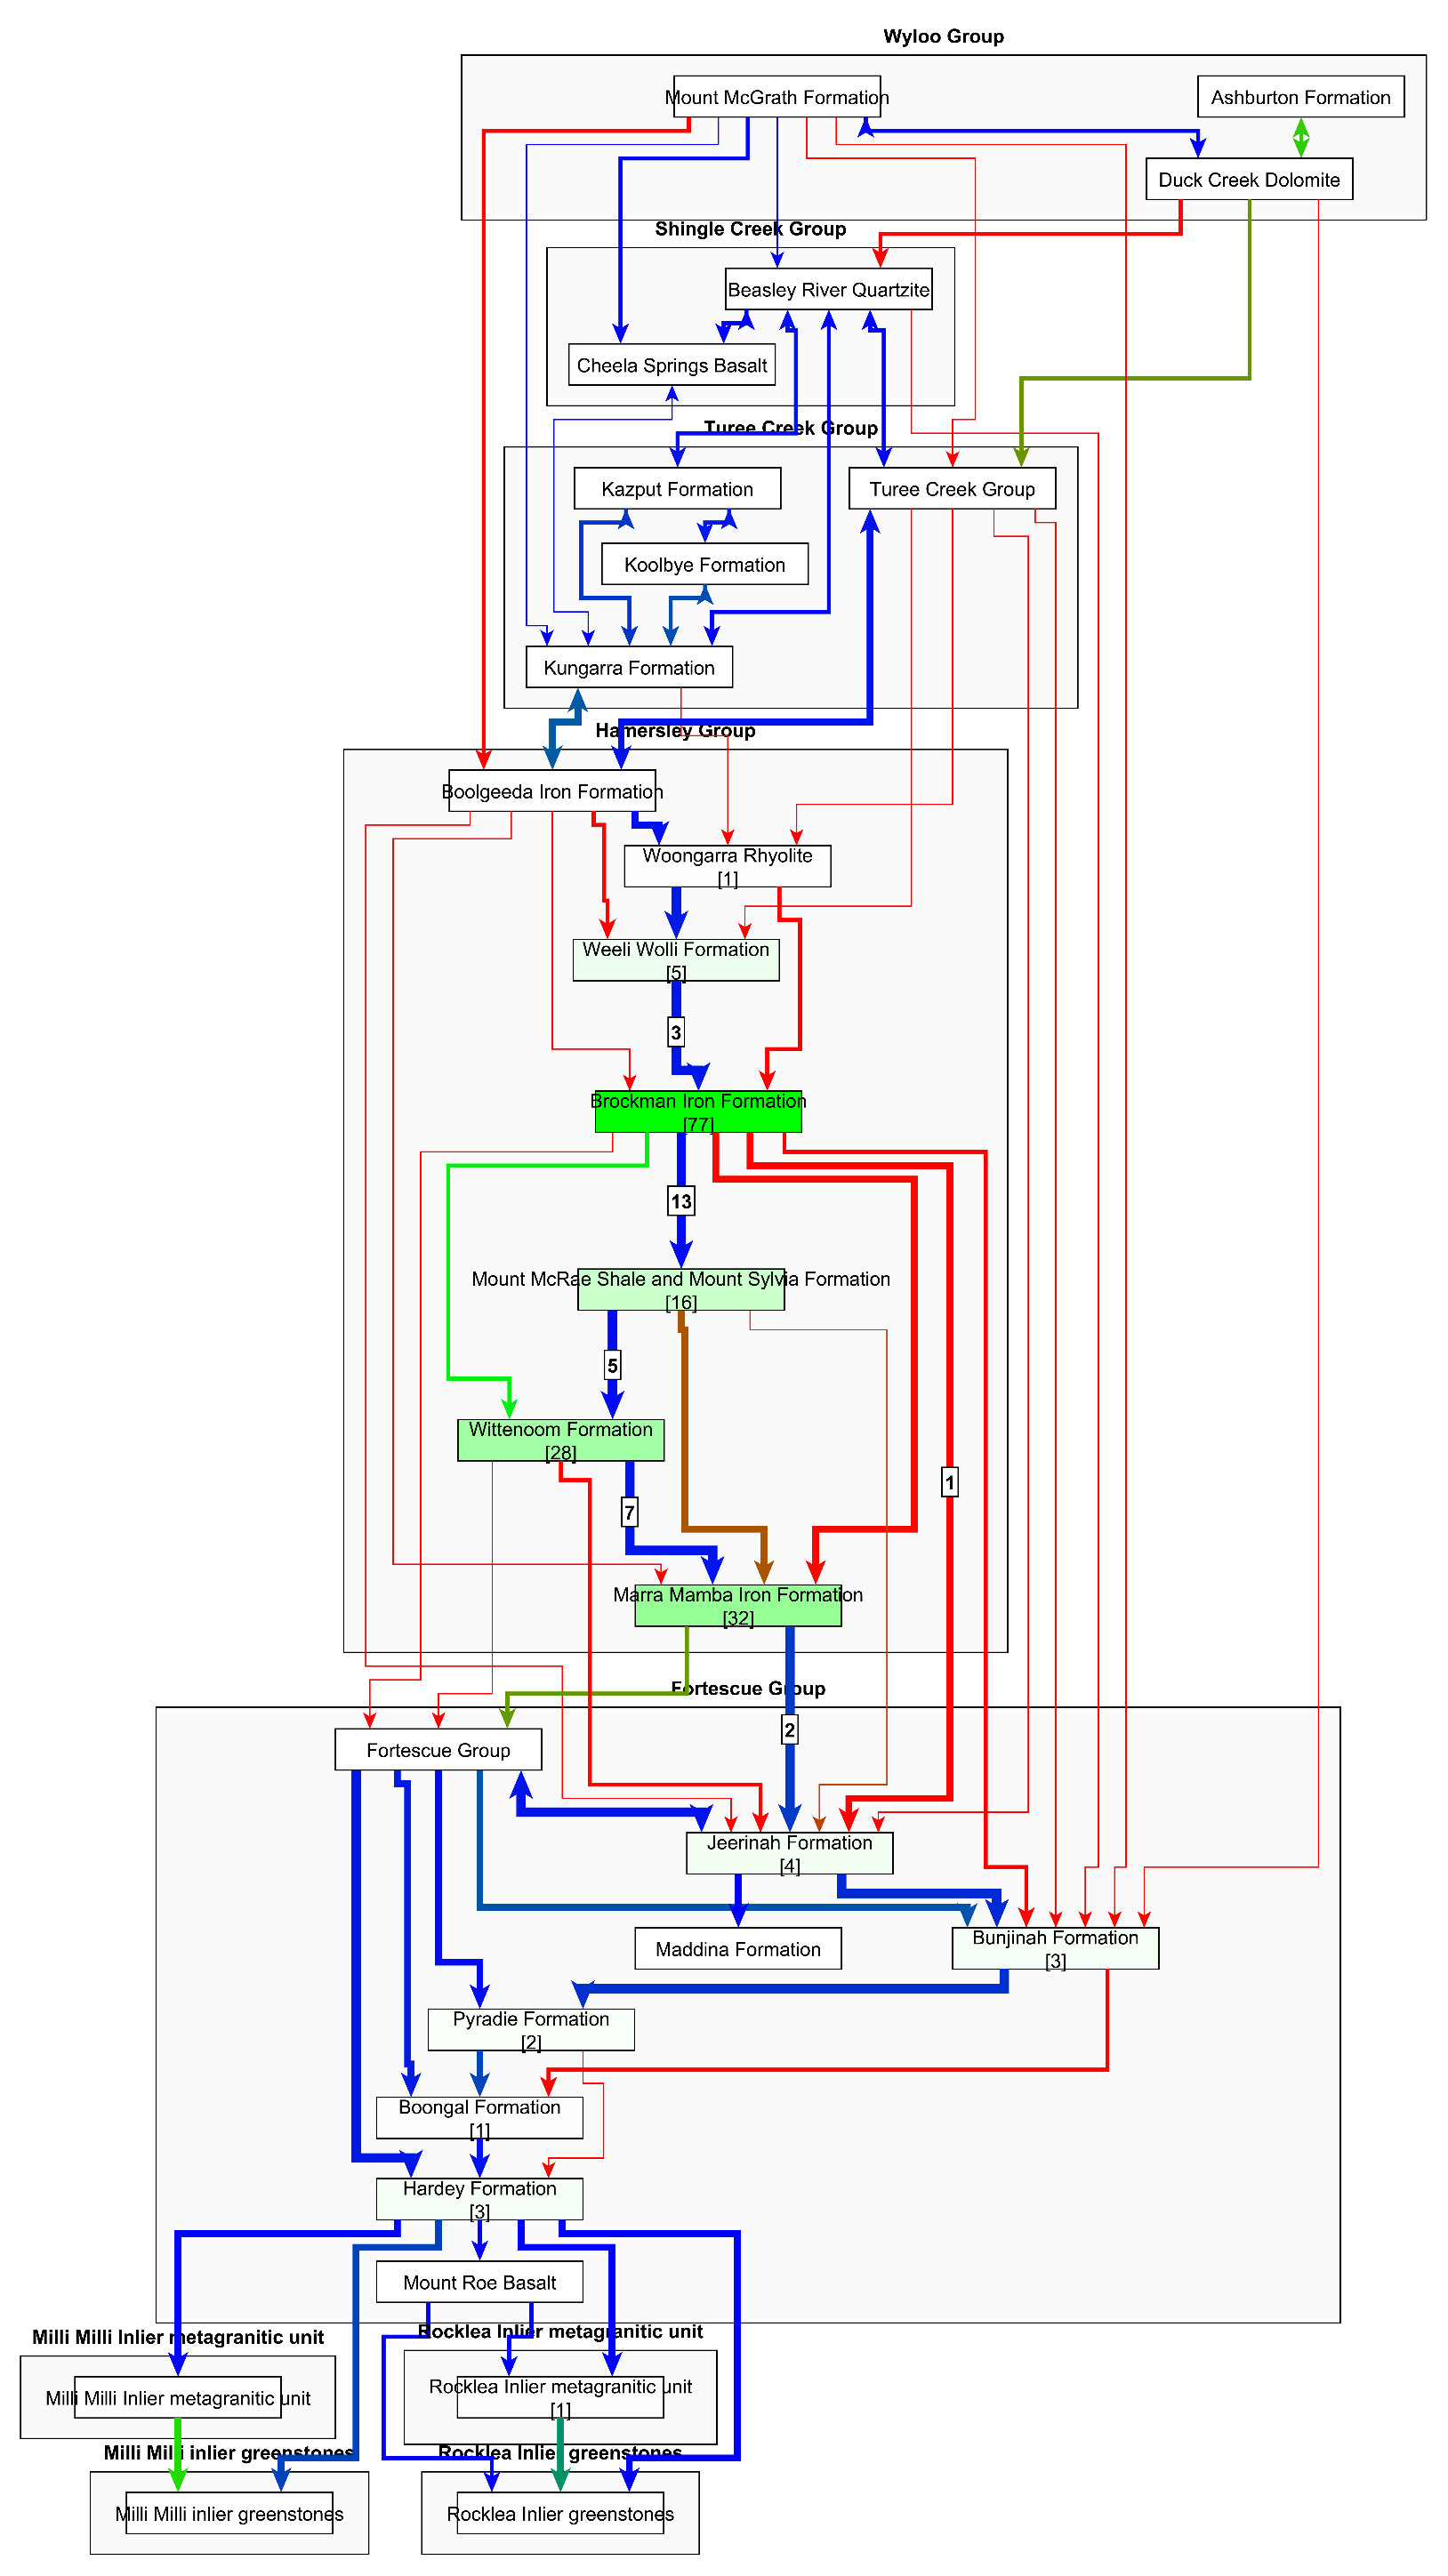 Wyloo Group
Mount McGrath Formation
Ashburton Formation
Duck Creek Dolomite
Shingle Creek Group
Beasley River Quartzite
Cheela Springs Basalt
Turee Creek Group
Kazput Formation
Turee Creek Group
Koolbye Formation
Kungarra Formation
Hamersley Group
Boolgeeda Iron Formation
Woongarra Rhyolite
[1]
Weeli Wolli Formation
[5]
3
Brockman Iron Formation
[77]
13
Mount McRae Shale and Mount Sylvia Formation
[16]
5
Wittenoom Formation
[28]
1
7
Marra Mamba Iron Formation
[32]
Fortescue Group
2
Fortescue Group
Jeerinah Formation
[4]
Maddina Formation
Bunjinah Formation
[3]
Pyradie Formation
[2]
Boongal Formation
[1]
Hardey Formation
[3]
Mount Roe Basalt
Milli Milli Inlier metagranitic unit
Rocklea Inlier metagranitic unit
Milli Milli Inlier metagranitic unit
Rocklea Inlier metagranitic unit
[1]
Milli Milli inlier greenstones
Rocklea Inlier greenstones
Milli Milli inlier greenstones
Rocklea Inlier greenstones